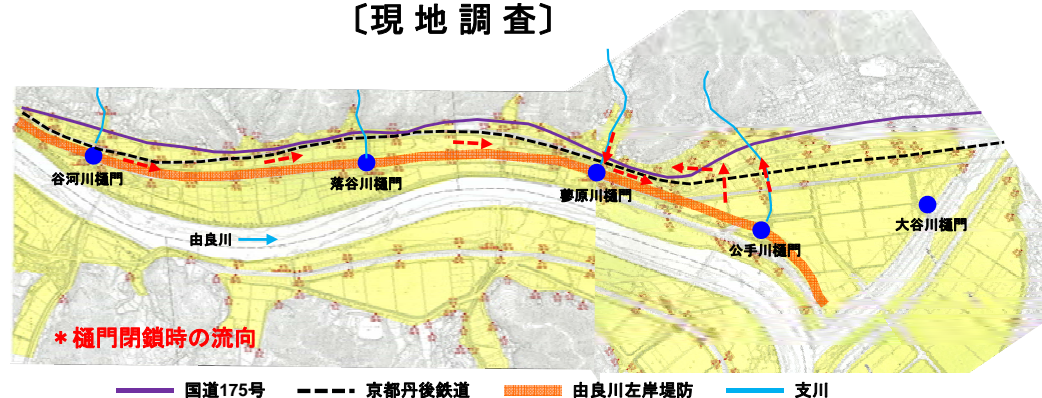 〔現 地 調 査〕
谷河川樋門
落谷川樋門
蓼原川樋門
公手川樋門
大谷川樋門
由良川
＊樋門閉鎖時の流向
国道175号
京都丹後鉄道
由良川左岸堤防
支川